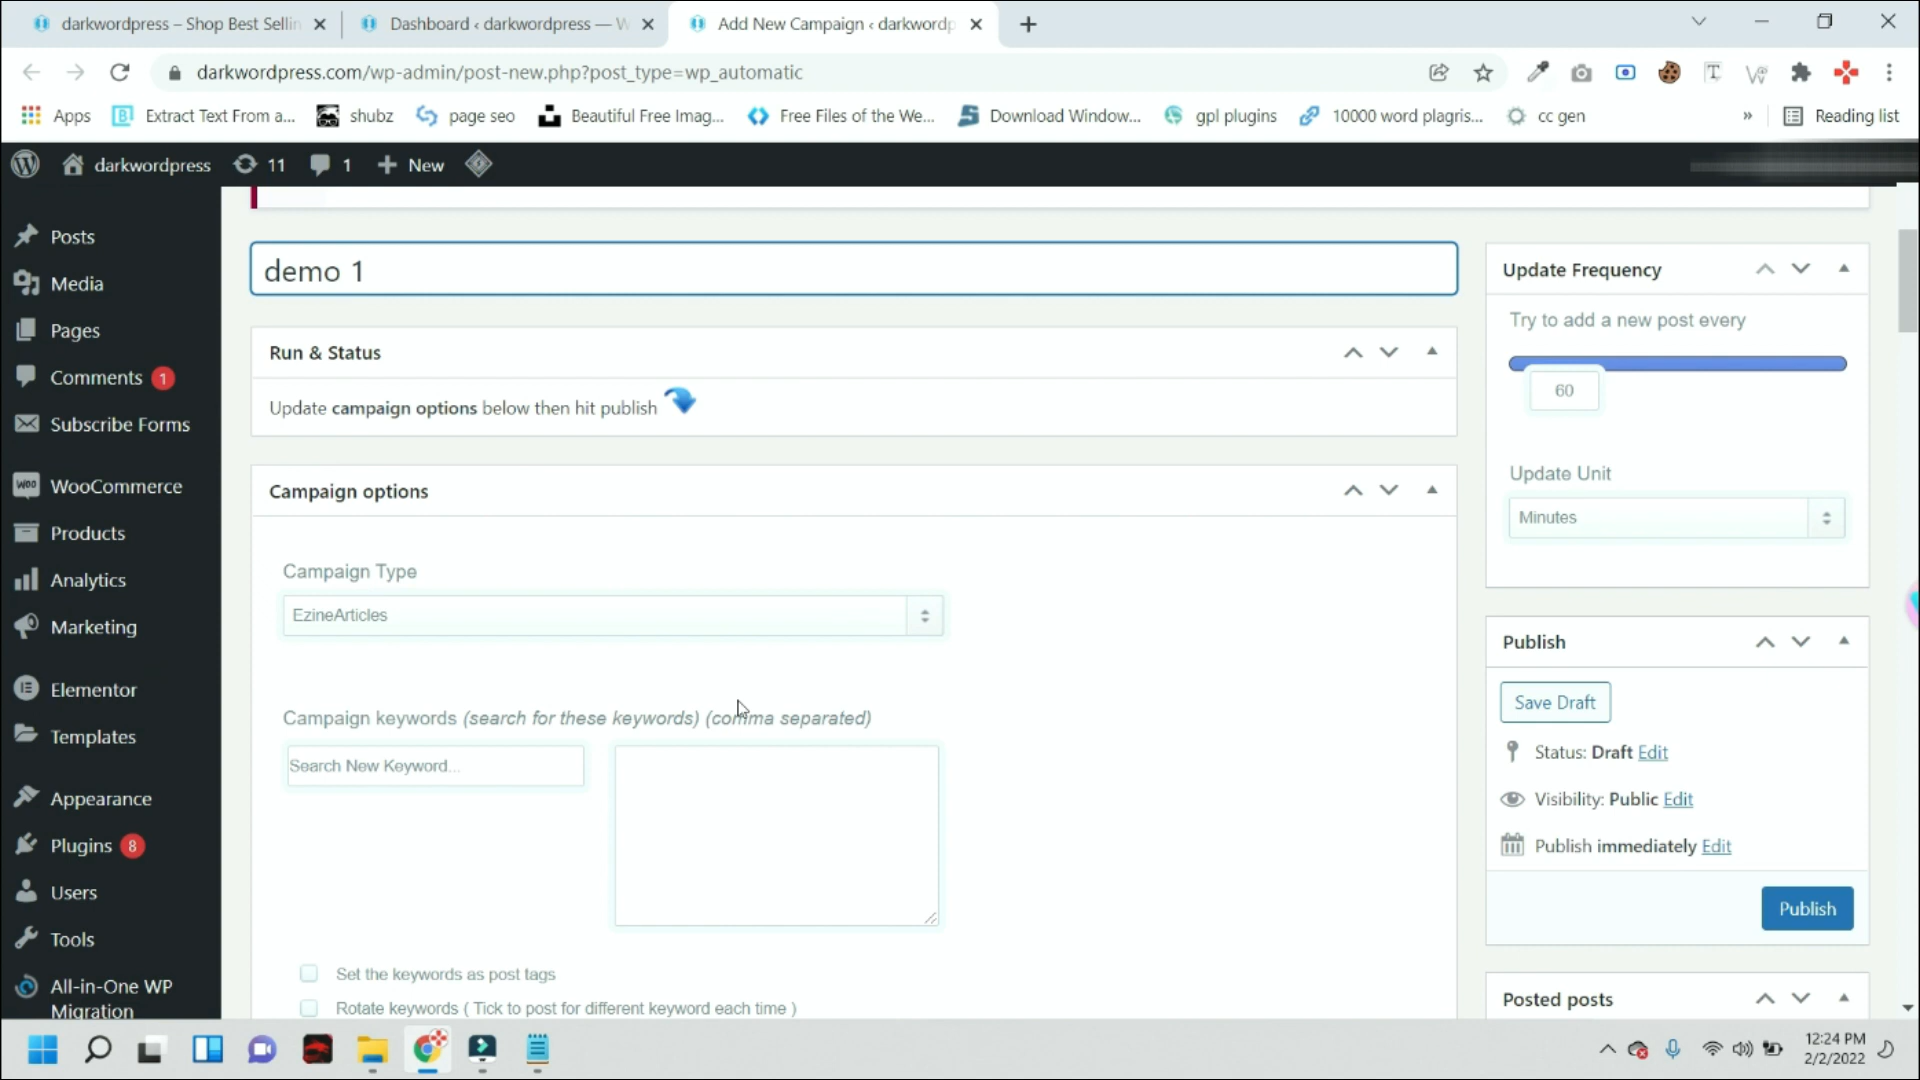 darkwordpress – Shop Best Sellin
Dashboard ‹ darkwordpress — W
Add New Campaign ‹ darkwordp
darkwordpress.com/wp-admin/post-new.php?post_type=wp_automatic
Apps
Extract Text From a...
shubz
page seo
Beautiful Free Imag...
Free Files of the We...
Download Window...
gpl plugins
10000 word plagris...
cc gen
»
Reading list
darkwordpress
11
1
New
Posts
Media
Pages
Comments 1
Subscribe Forms
WooCommerce
Products
Analytics
Marketing
Elementor
Templates
Appearance
Plugins 8
Users
Tools
All-in-One WP
Migration
demo 1
Run & Status
Update campaign options below then hit publish
Campaign options
Campaign Type
EzineArticles
Campaign keywords (search for these keywords) (comma separated)
Search New Keyword...
Set the keywords as post tags
Rotate keywords ( Tick to post for different keyword each time )
Update Frequency
Try to add a new post every
60
Update Unit
Minutes
Publish
Save Draft
Status: Draft Edit
Visibility: Public Edit
Publish immediately Edit
Publish
Posted posts
12:24 PM
2/2/2022